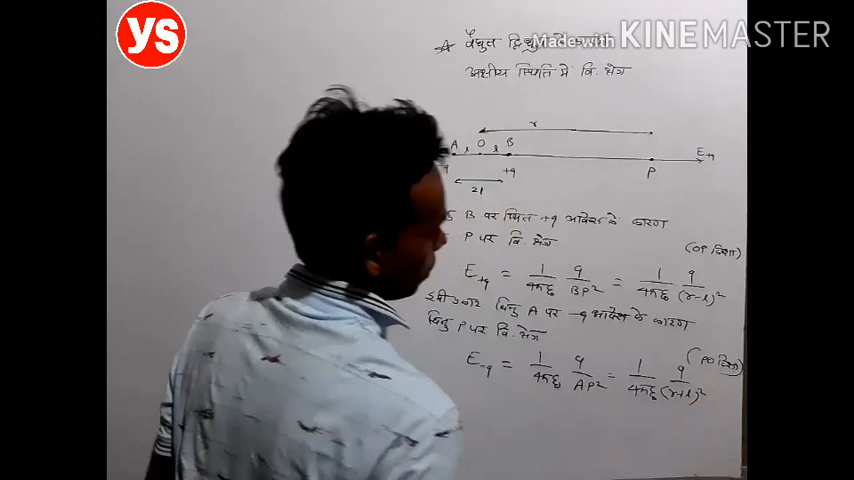 YS
Made with KINEMASTER
वैद्युत द्विध्रुव के कारण
अक्षीय स्थिति में वि. क्षेत्र
r
A l O l B
E+q
+q
P
2l
B पर स्थित +q आवेश के कारण
P पर वि. क्षेत्र
(OP दिशा)
E+q = 1/4πε₀ q/BP² = 1/4πε₀ q/(r-l)²
इसी प्रकार बिन्दु A पर -q आवेश के कारण
बिन्दु P पर वि. क्षेत्र
(PO दिशा)
E-q = 1/4πε₀ q/AP² = 1/4πε₀ q/(r+l)²